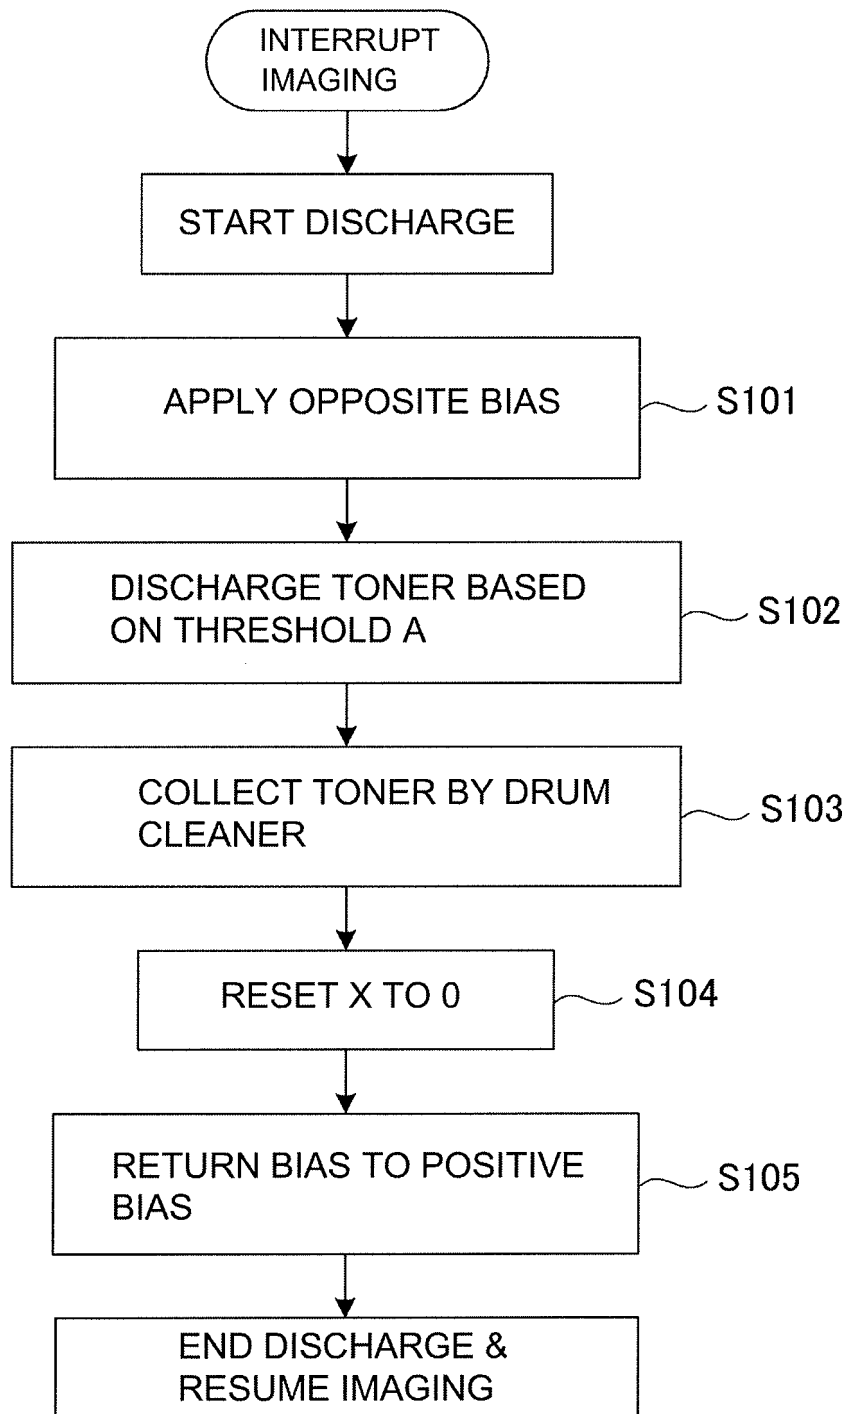 INTERRUPT
IMAGING
START DISCHARGE
APPLY OPPOSITE BIAS
S101
DISCHARGE TONER BASED
ON THRESHOLD A
S102
COLLECT TONER BY DRUM
CLEANER
S103
RESET X TO 0
S104
RETURN BIAS TO POSITIVE
BIAS
S105
END DISCHARGE &
RESUME IMAGING